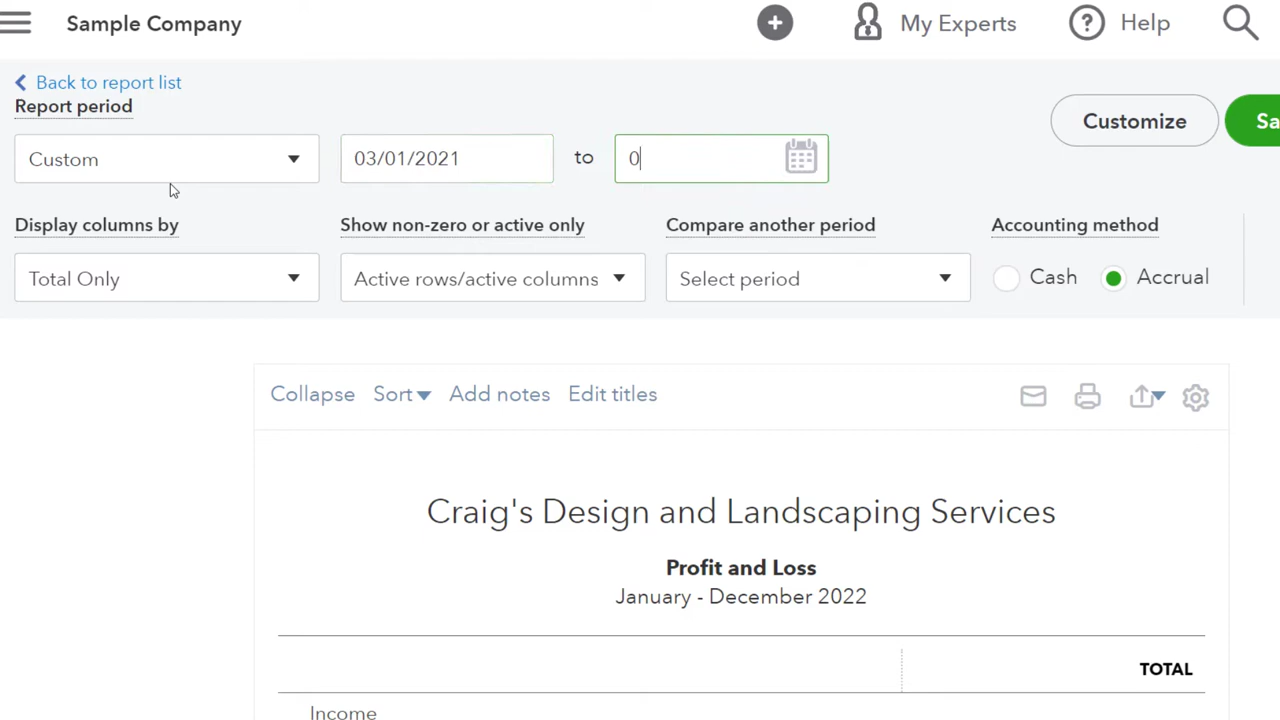 Sample Company
My Experts
Help
Back to report list
Report period
Custom
03/01/2021
to
0
Customize
Sa
Display columns by
Show non-zero or active only
Compare another period
Accounting method
Total Only
Active rows/active columns
Select period
Cash
Accrual
Collapse
Sort
Add notes
Edit titles
Craig's Design and Landscaping Services
Profit and Loss
January - December 2022
TOTAL
Income